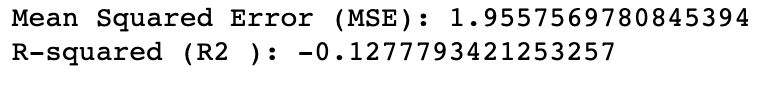 Mean Squared Error (MSE): 1.9557569780845394
R-squared (R2 ): -0.1277793421253257